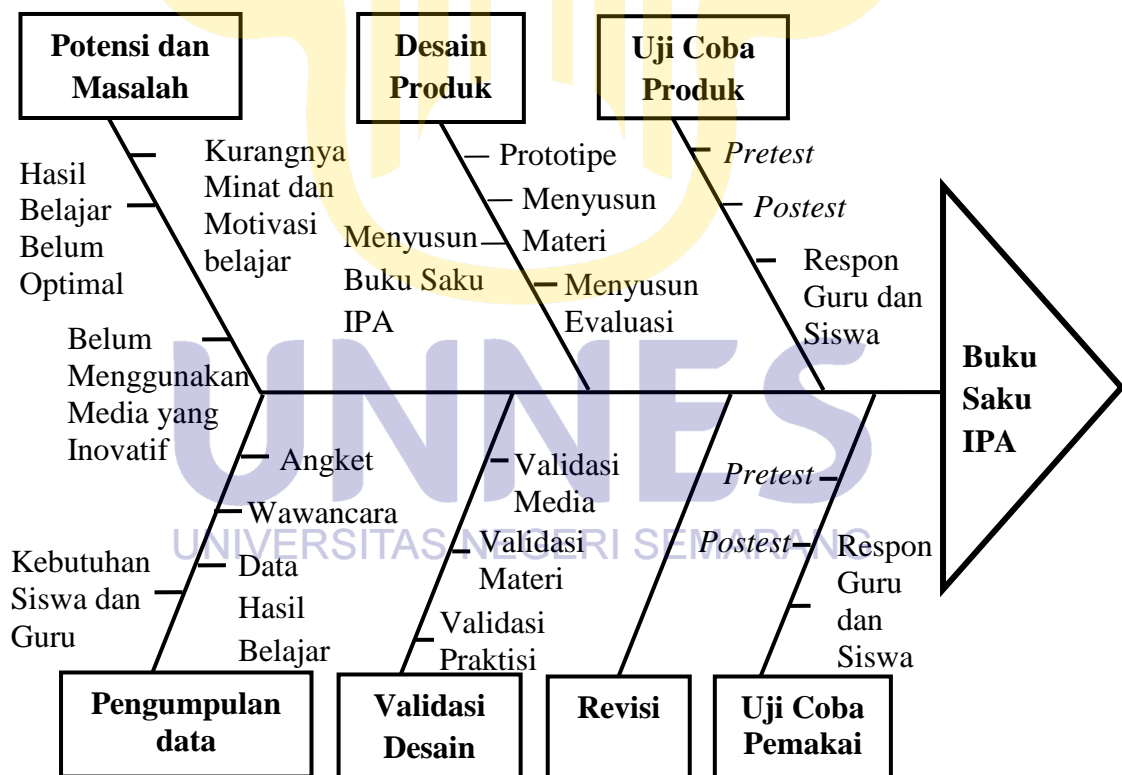 Potensi dan
Masalah
Desain
Produk
Uji Coba
Produk
Hasil
Belajar
Belum
Optimal
Kurangnya
Minat dan
Motivasi
belajar
Belum
Menggunakan
Media yang
Inovatif
Prototipe
Menyusun
Materi
Menyusun
Buku Saku
IPA
Menyusun
Evaluasi
Pretest
Postest
Respon
Guru dan
Siswa
Buku
Saku
IPA
UNNES
UNIVERSITAS NEGERI SEMARANG
Angket
Wawancara
Data
Hasil
Belajar
Kebutuhan
Siswa dan
Guru
Validasi
Media
Validasi
Materi
Validasi
Praktisi
Pretest
Postest
Respon
Guru
dan
Siswa
Pengumpulan
data
Validasi
Desain
Revisi
Uji Coba
Pemakai